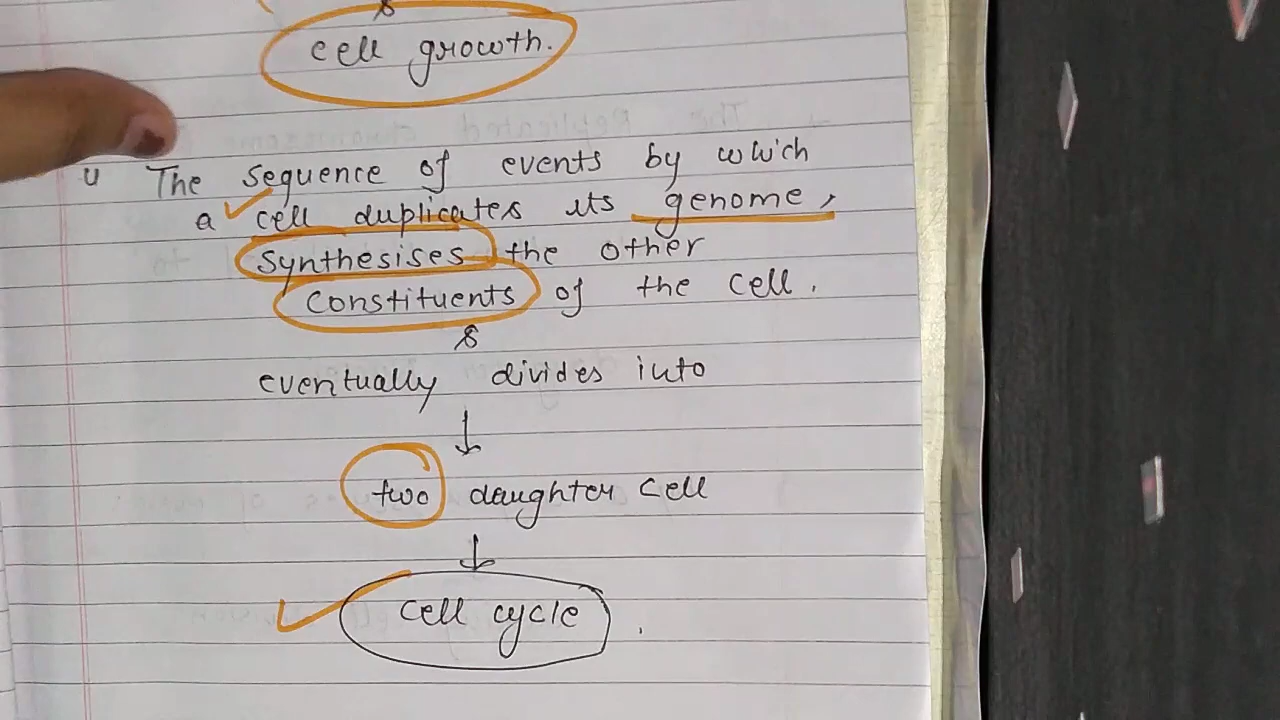 &
cell growth.
The sequence of events by which
a cell duplicates its genome,
synthesises the other
constituents of the cell.
&
eventually divides into
↓
two daughter cell
↓
cell cycle